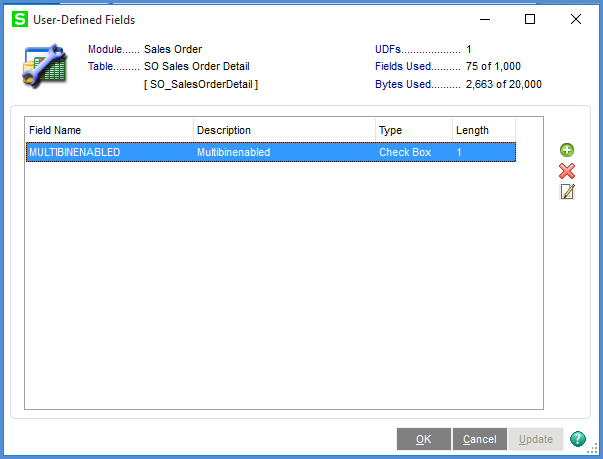 S User-Defined Fields
Module...... Sales Order
UDFs.................... 1
Table......... SO Sales Order Detail
Fields Used.......... 75 of 1,000
[ SO_SalesOrderDetail ]
Bytes Used.......... 2,663 of 20,000
Field Name Description Type Length
MULTIBINENABLED Multibinenabled Check Box 1
OK Cancel Update ?